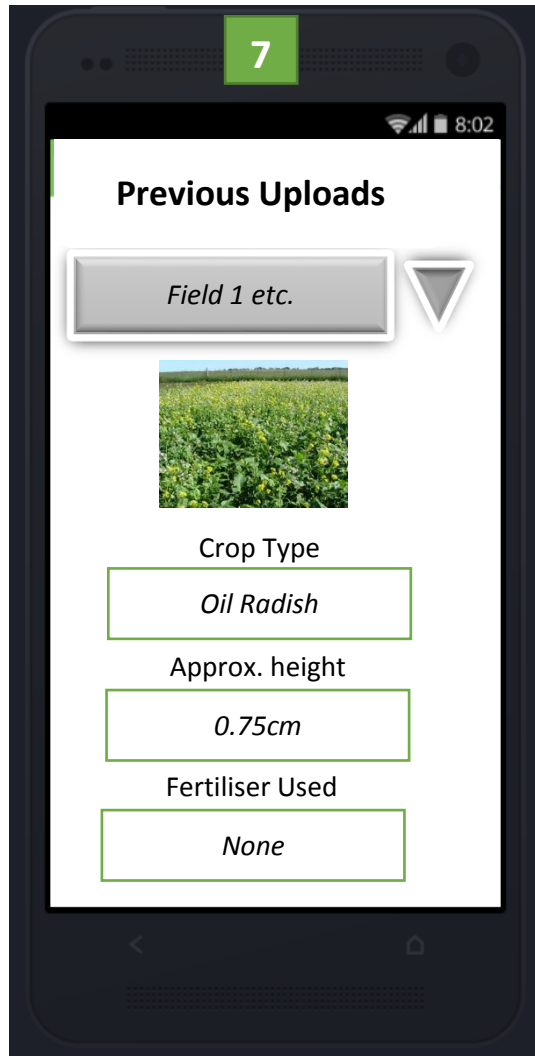 7
8:02
Previous Uploads
Field 1 etc.
Crop Type
Oil Radish
Approx. height
0.75cm
Fertiliser Used
None